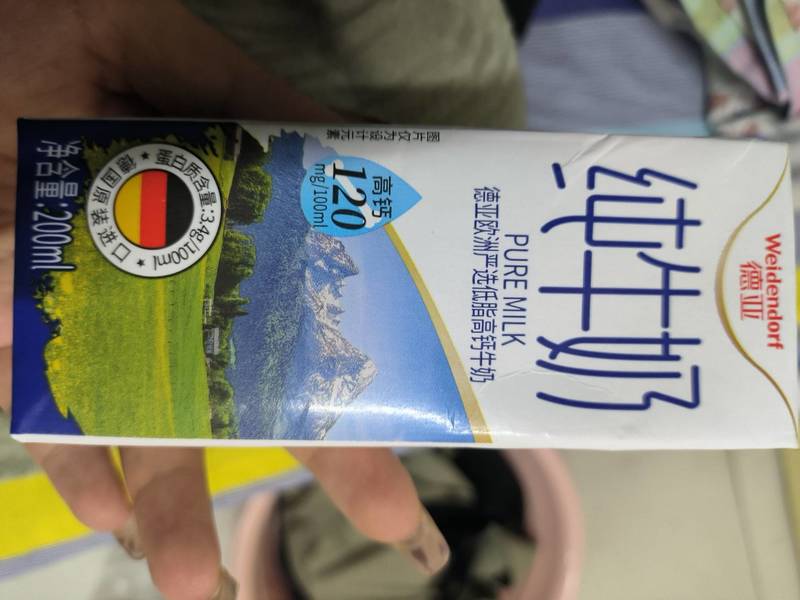 Weidendorf
德亚
纯牛奶
PURE MILK
德亚欧洲严选低脂高钙牛奶
图片仅为设计元素
高钙
120
mg/100ml
蛋白质含量:3.4g/100ml
★德国原装进口★
净含量:200ml